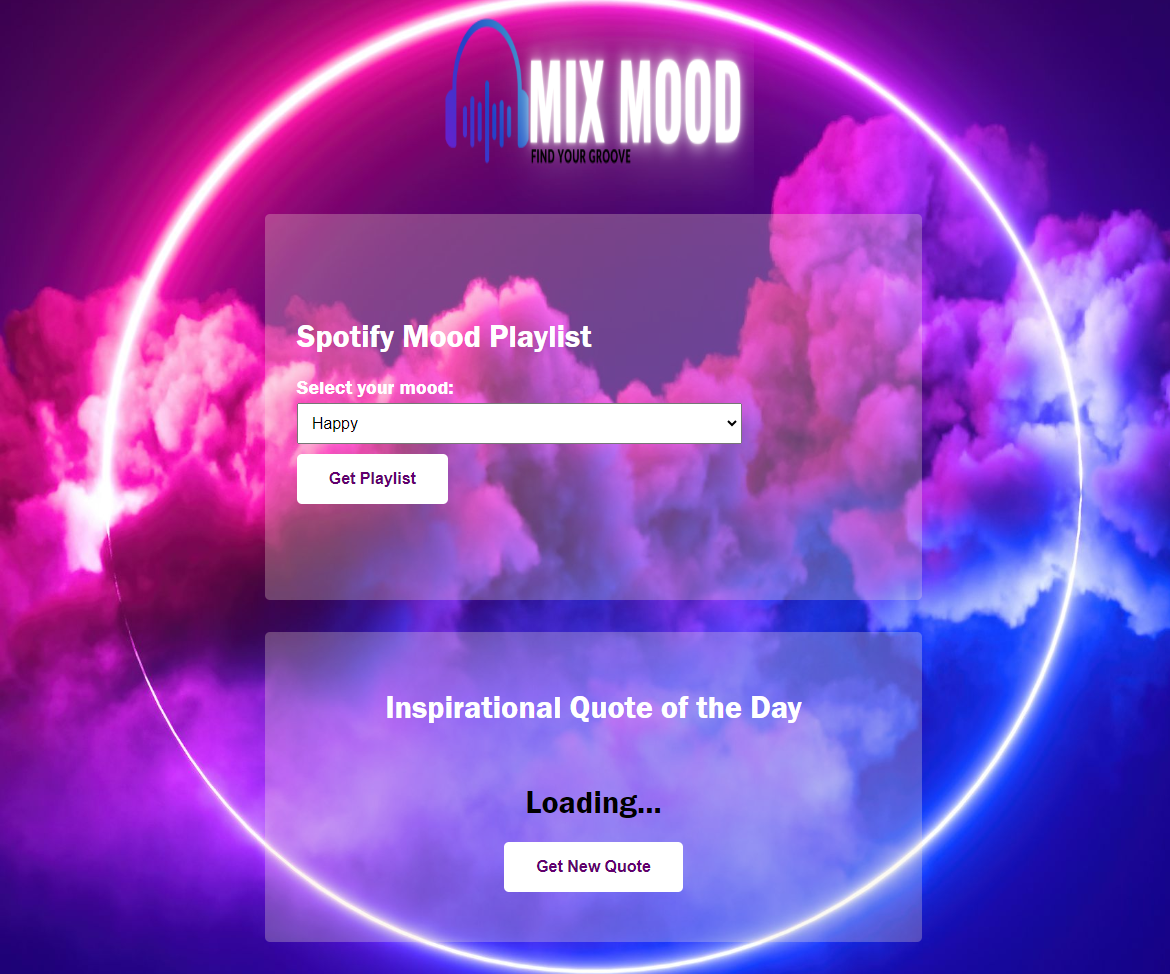 MIX MOOD
FIND YOUR GROOVE
Spotify Mood Playlist
Select your mood:
Happy
Get Playlist
Inspirational Quote of the Day
Loading...
Get New Quote